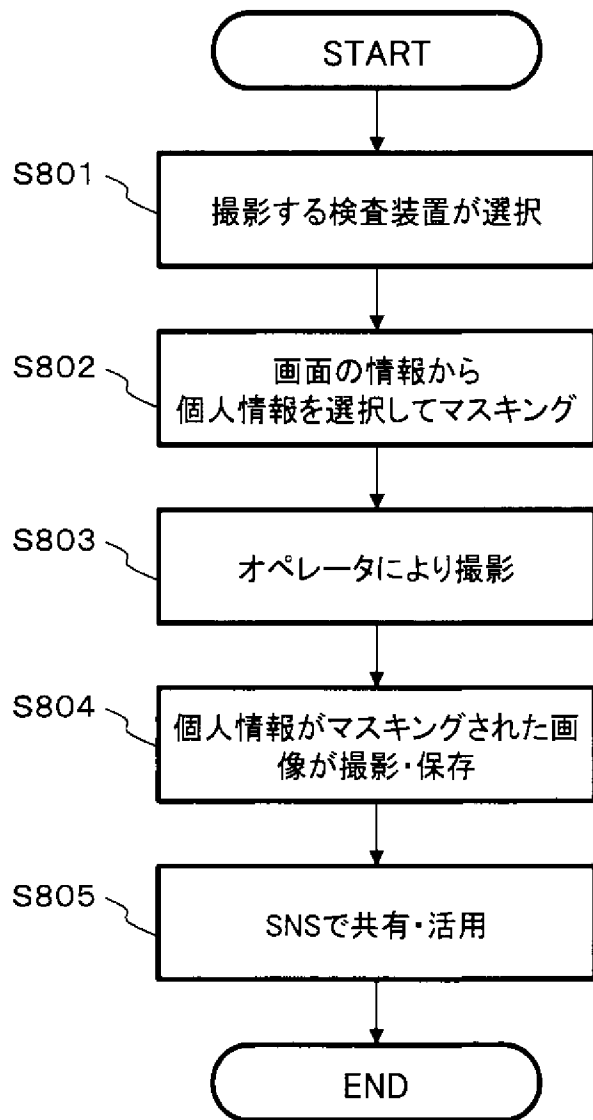 START
S801
撮影する検査装置が選択
S802
画面の情報から
個人情報を選択してマスキング
S803
オペレータにより撮影
S804
個人情報がマスキングされた画
像が撮影・保存
S805
SNSで共有・活用
END